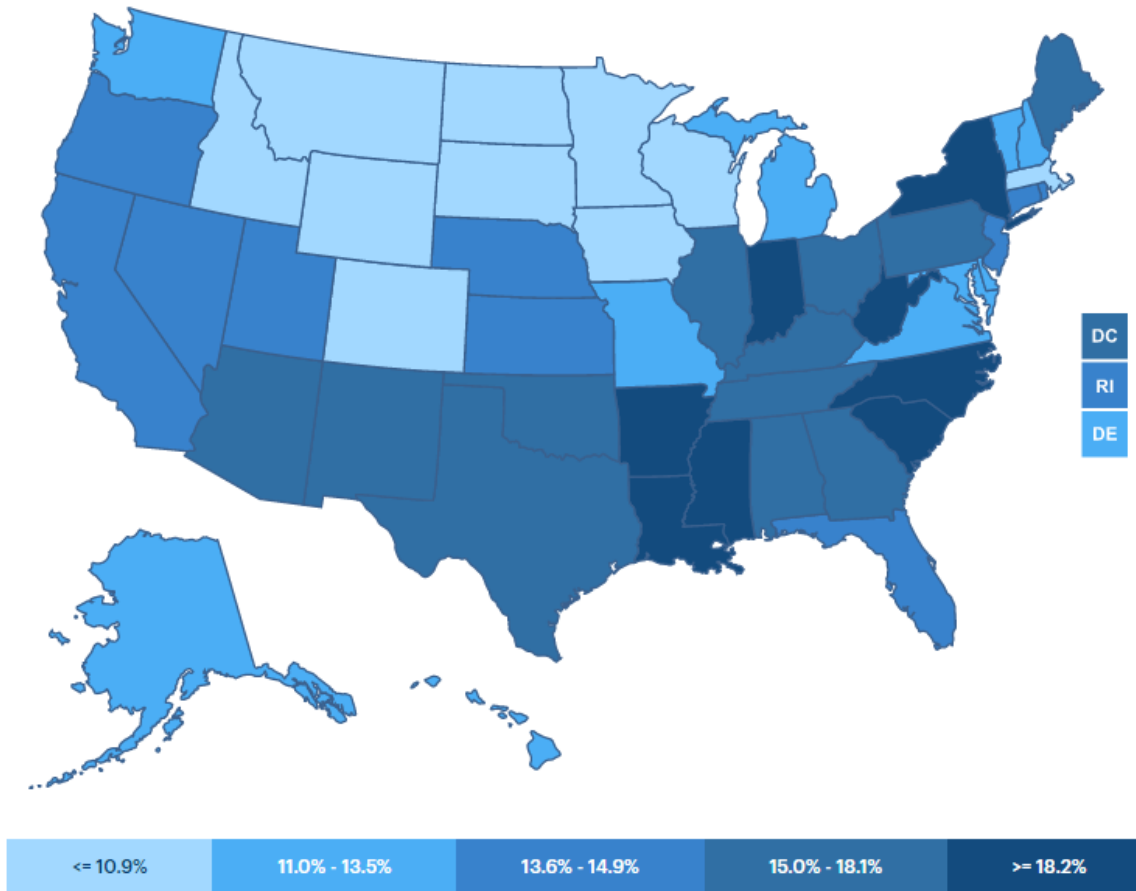 DC
RI
DE
<= 10.9% 11.0% - 13.5% 13.6% - 14.9% 15.0% - 18.1% >= 18.2%